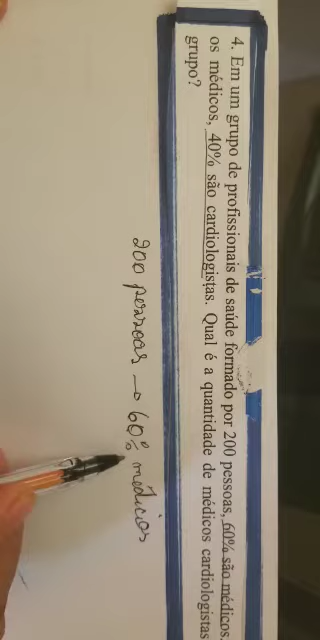 4. Em um grupo de profissionais de saúde formado por 200 pessoas, 60% são médicos.
os médicos, 40% são cardiologistas. Qual é a quantidade de médicos cardiologistas
grupo?
200 pessoas → 60% médicos